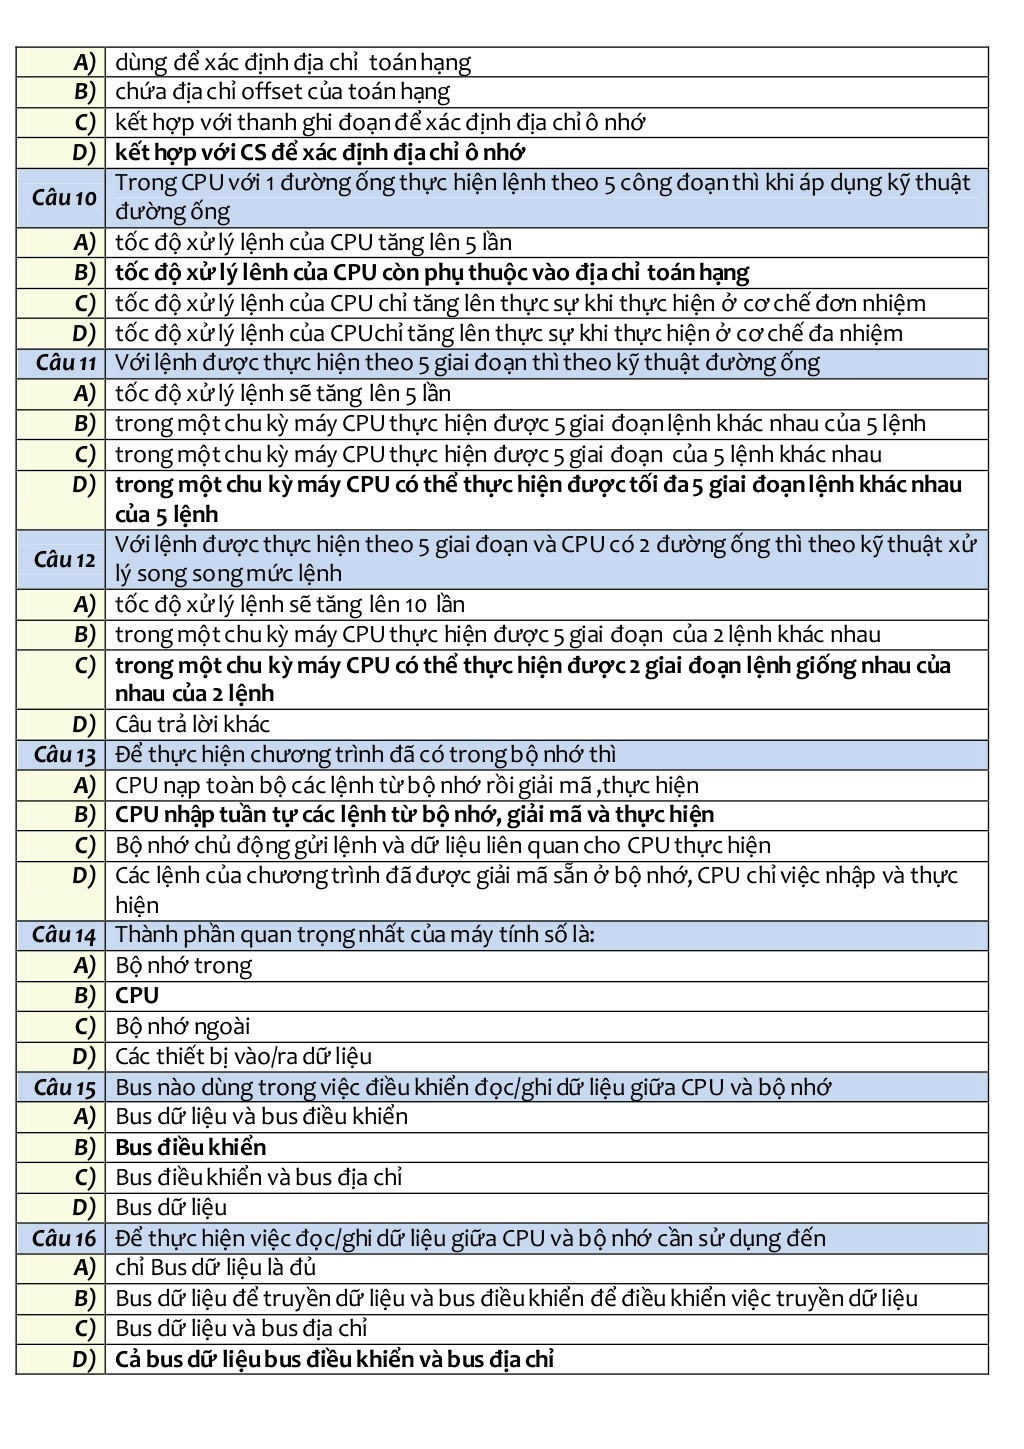 A) dùng để xác định địa chỉ toán hạng
B) chứa địa chỉ offset của toán hạng
C) kết hợp với thanh ghi đoạn để xác định địa chỉ ô nhớ
D) kết hợp với CS để xác định địa chỉ ô nhớ
Câu 10 Trong CPU với 1 đường ống thực hiện lệnh theo 5 công đoạn thì khi áp dụng kỹ thuật
đường ống
A) tốc độ xử lý lệnh của CPU tăng lên 5 lần
B) tốc độ xử lý lênh của CPU còn phụ thuộc vào địa chỉ toán hạng
C) tốc độ xử lý lệnh của CPU chỉ tăng lên thực sự khi thực hiện ở cơ chế đơn nhiệm
D) tốc độ xử lý lệnh của CPU chỉ tăng lên thực sự khi thực hiện ở cơ chế đa nhiệm
Câu 11 Với lệnh được thực hiện theo 5 giai đoạn thì theo kỹ thuật đường ống
A) tốc độ xử lý lệnh sẽ tăng lên 5 lần
B) trong một chu kỳ máy CPU thực hiện được 5 giai đoạn lệnh khác nhau của 5 lệnh
C) trong một chu kỳ máy CPU thực hiện được 5 giai đoạn của 5 lệnh khác nhau
D) trong một chu kỳ máy CPU có thể thực hiện được tối đa 5 giai đoạn lệnh khác nhau
của 5 lệnh
Câu 12 Với lệnh được thực hiện theo 5 giai đoạn và CPU có 2 đường ống thì theo kỹ thuật xử
lý song song mức lệnh
A) tốc độ xử lý lệnh sẽ tăng lên 10 lần
B) trong một chu kỳ máy CPU thực hiện được 5 giai đoạn của 2 lệnh khác nhau
C) trong một chu kỳ máy CPU có thể thực hiện được 2 giai đoạn lệnh giống nhau của
nhau của 2 lệnh
D) Câu trả lời khác
Câu 13 Để thực hiện chương trình đã có trong bộ nhớ thì
A) CPU nạp toàn bộ các lệnh từ bộ nhớ rồi giải mã ,thực hiện
B) CPU nhập tuần tự các lệnh từ bộ nhớ, giải mã và thực hiện
C) Bộ nhớ chủ động gửi lệnh và dữ liệu liên quan cho CPU thực hiện
D) Các lệnh của chương trình đã được giải mã sẵn ở bộ nhớ, CPU chỉ việc nhập và thực
hiện
Câu 14 Thành phần quan trọng nhất của máy tính số là:
A) Bộ nhớ trong
B) CPU
C) Bộ nhớ ngoài
D) Các thiết bị vào/ra dữ liệu
Câu 15 Bus nào dùng trong việc điều khiển đọc/ghi dữ liệu giữa CPU và bộ nhớ
A) Bus dữ liệu và bus điều khiển
B) Bus điều khiển
C) Bus điều khiển và bus địa chỉ
D) Bus dữ liệu
Câu 16 Để thực hiện việc đọc/ghi dữ liệu giữa CPU và bộ nhớ cần sử dụng đến
A) chỉ Bus dữ liệu là đủ
B) Bus dữ liệu để truyền dữ liệu và bus điều khiển để điều khiển việc truyền dữ liệu
C) Bus dữ liệu và bus địa chỉ
D) Cả bus dữ liệu bus điều khiển và bus địa chỉ